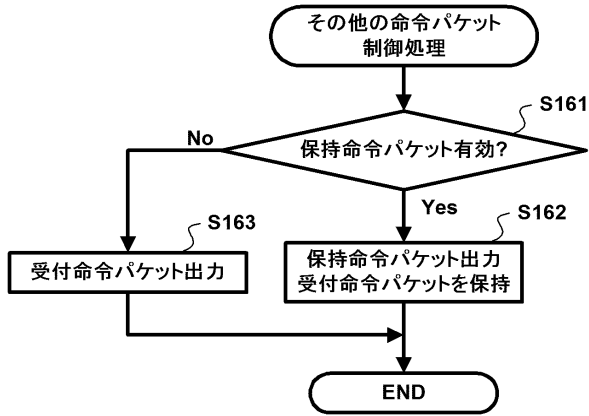 その他の命令パケット
制御処理
S161
保持命令パケット有効?
No
Yes
S163
S162
受付命令パケット出力
保持命令パケット出力
受付命令パケットを保持
END